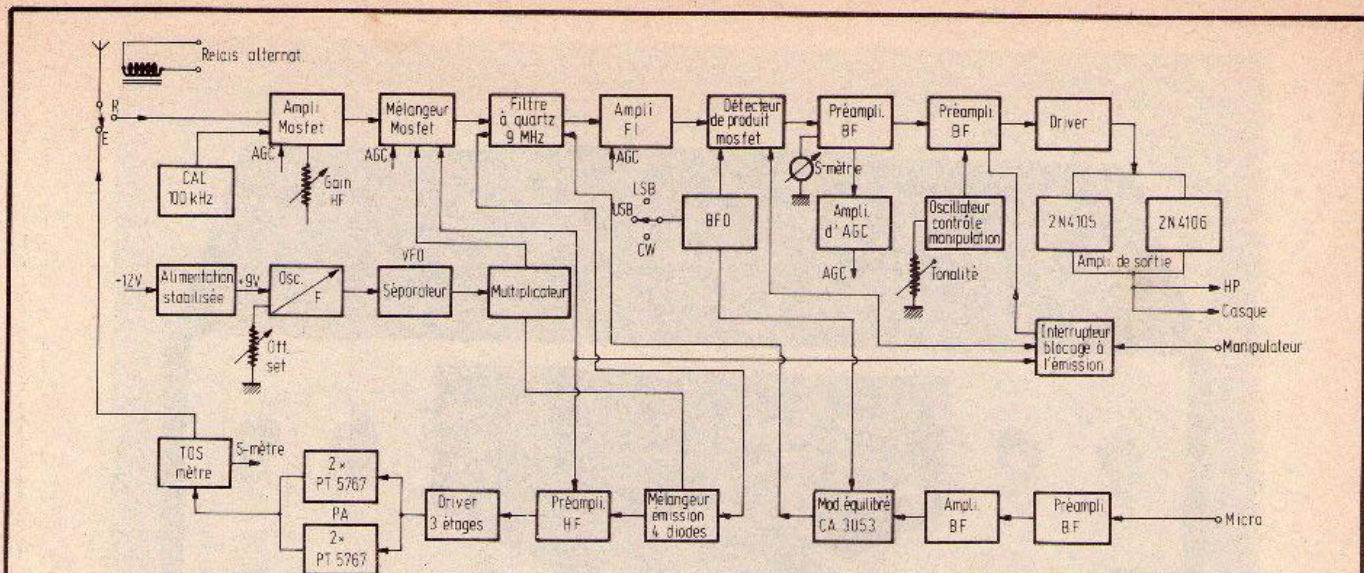 Relais alternat.
R
E
Ampli
Mosfet
Mélangeur
Mosfet
Filtre
à quartz
9 MHz
Ampli
FI
Détecteur
de produit
mosfet
Préampli.
BF
Préampli.
BF
Driver
AGC
AGC
AGC
CAL
100 kHz
Gain
HF
S-mètre
LSB
USB
CW
BFO
Ampli.
d'AGC
AGC
Oscillateur
contrôle
manipulation
Tonalité
2N4105
2N4106
Ampli. de sortie
HP
Casque
-12V
Alimentation
stabilisée
+9V
Osc.
F
VFO
Séparateur
Multiplicateur
Off.
set
Interrupteur
blocage à
l'émission
Manipulateur
TOS
mètre
S-mètre
2×
PT 5767
PA
2×
PT 5767
Driver
3 étages
Préampli.
HF
Mélangeur
émission
4 diodes
Mod. équilibré
CA 3053
Ampli.
BF
Préampli.
BF
Micro